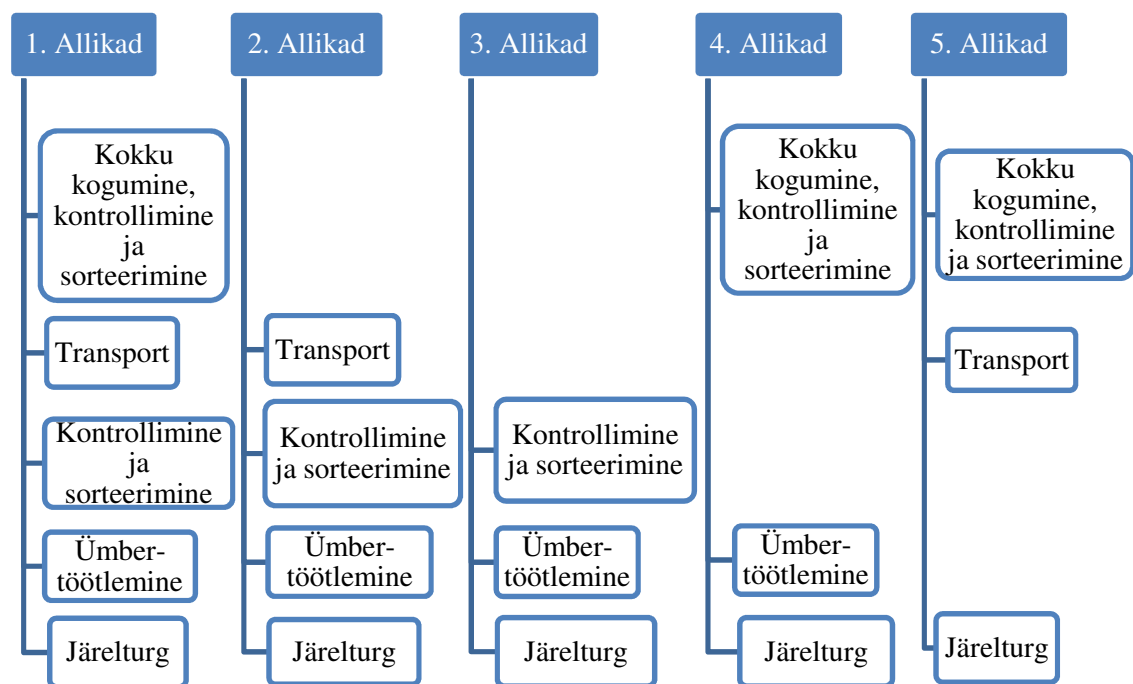 1. Allikad
Kokku
kogumine,
kontrollimine
ja
sorteerimine
Transport
Kontrollimine
ja
sorteerimine
Ümber-
töötlemine
Järelturg
2. Allikad
Transport
Kontrollimine
ja sorteerimine
Ümber-
töötlemine
Järelturg
3. Allikad
Kontrollimine
ja sorteerimine
Ümber-
töötlemine
Järelturg
4. Allikad
Kokku
kogumine,
kontrollimine
ja
sorteerimine
Ümber-
töötlemine
Järelturg
5. Allikad
Kokku
kogumine,
kontrollimine
ja sorteerimine
Transport
Järelturg